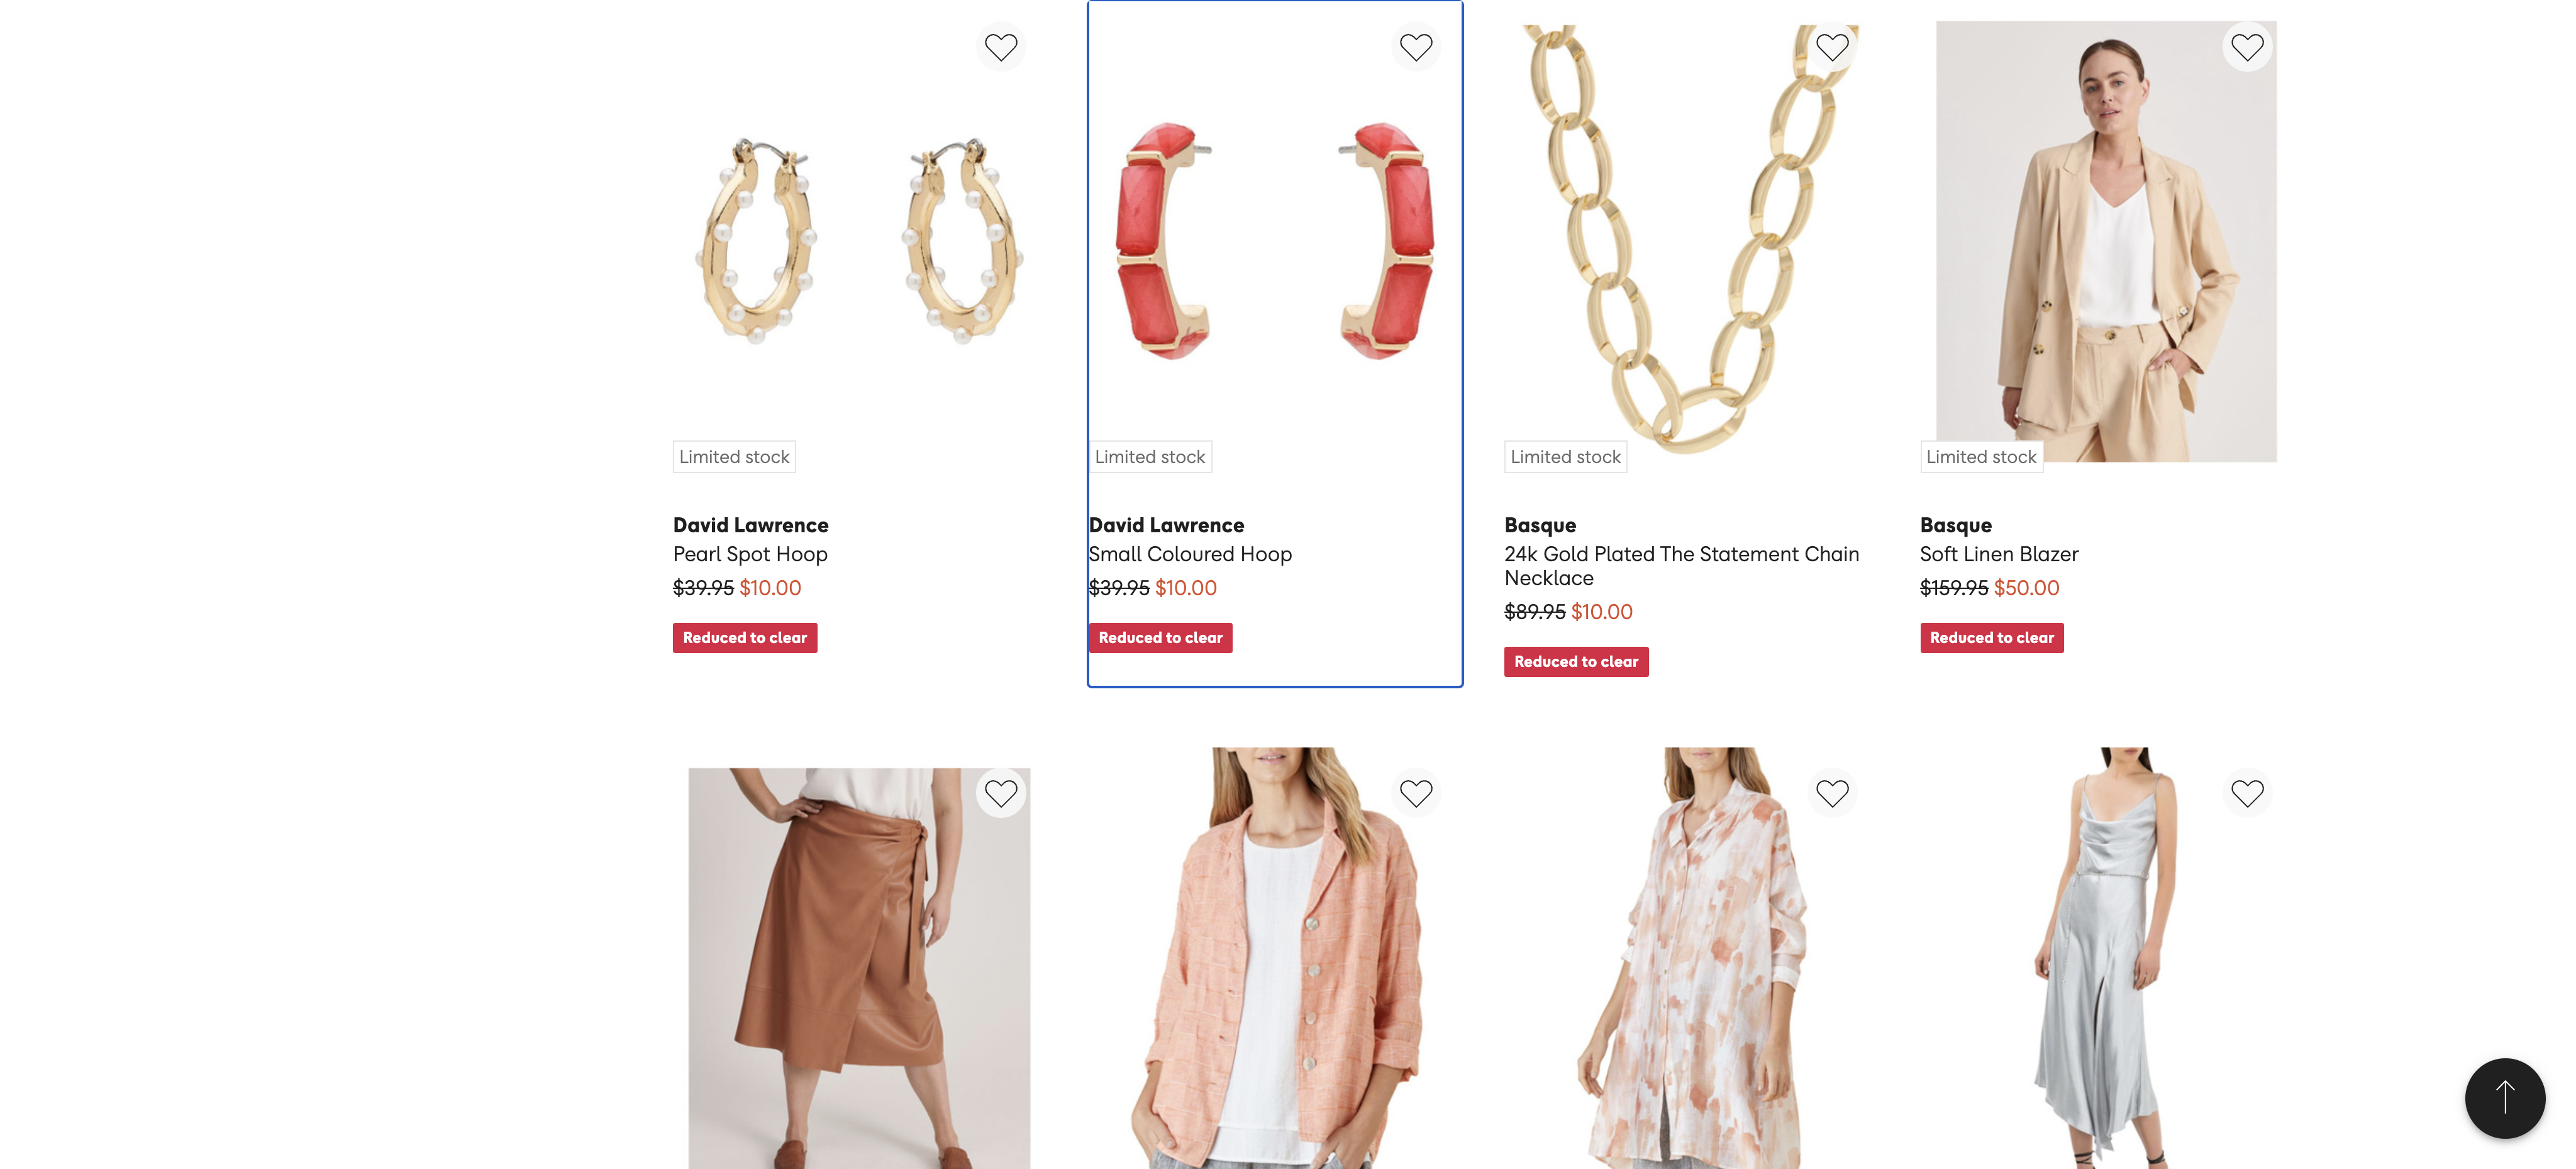 Limited stock
David Lawrence
Pearl Spot Hoop
$39.95 $10.00
Reduced to clear
Limited stock
David Lawrence
Small Coloured Hoop
$39.95 $10.00
Reduced to clear
Limited stock
Basque
24k Gold Plated The Statement Chain
Necklace
$89.95 $10.00
Reduced to clear
Limited stock
Basque
Soft Linen Blazer
$159.95 $50.00
Reduced to clear